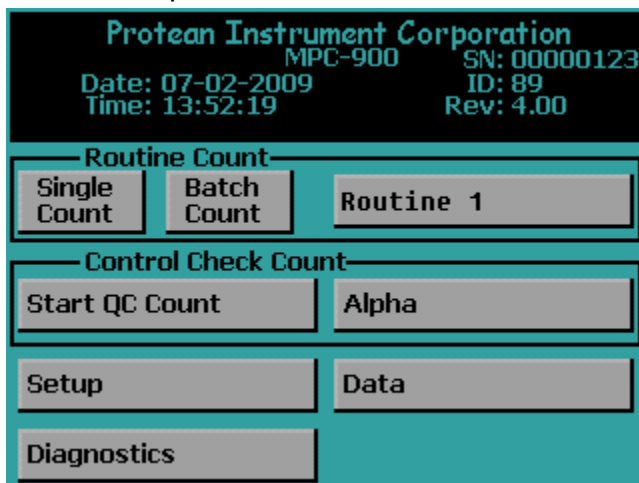 Protean Instrument Corporation
MPC-900 SN: 00000123
Date: 07-02-2009 ID: 89
Time: 13:52:19 Rev: 4.00
Routine Count
Single Count
Batch Count
Routine 1
Control Check Count
Start QC Count Alpha
Setup Data
Diagnostics